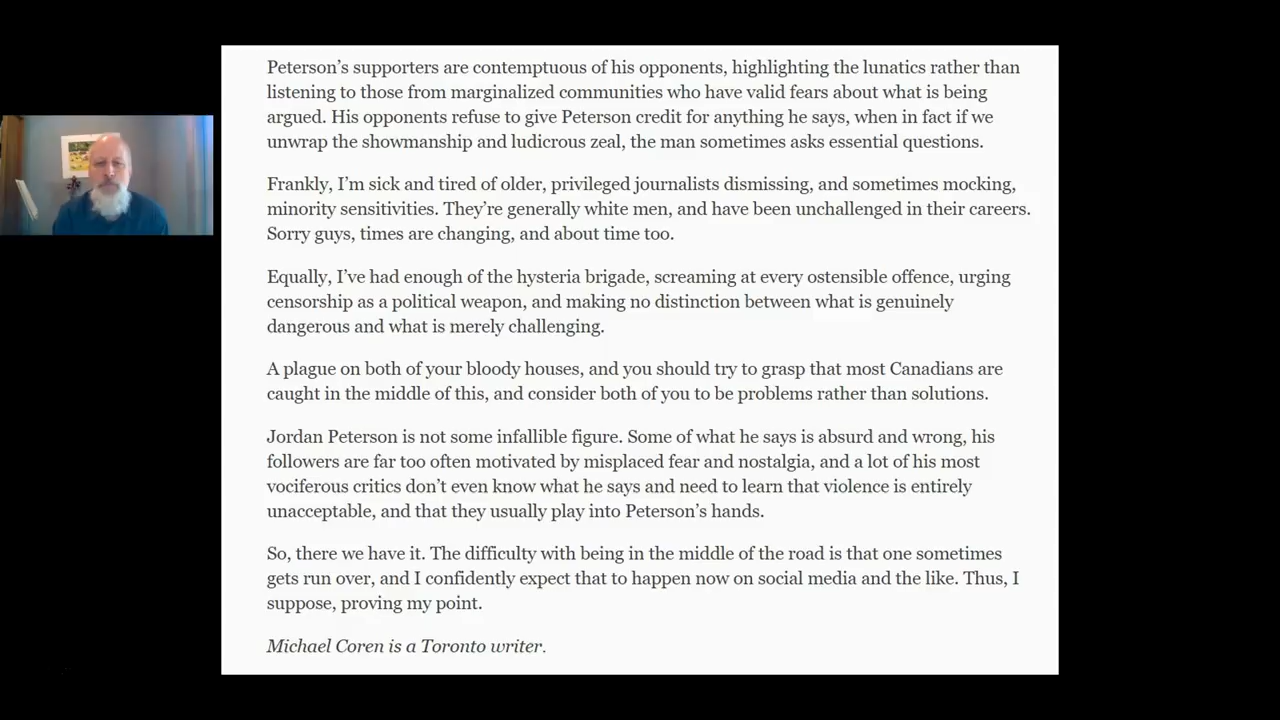 Peterson’s supporters are contemptuous of his opponents, highlighting the lunatics rather than
listening to those from marginalized communities who have valid fears about what is being
argued. His opponents refuse to give Peterson credit for anything he says, when in fact if we
unwrap the showmanship and ludicrous zeal, the man sometimes asks essential questions.
Frankly, I’m sick and tired of older, privileged journalists dismissing, and sometimes mocking,
minority sensitivities. They’re generally white men, and have been unchallenged in their careers.
Sorry guys, times are changing, and about time too.
Equally, I’ve had enough of the hysteria brigade, screaming at every ostensible offence, urging
censorship as a political weapon, and making no distinction between what is genuinely
dangerous and what is merely challenging.
A plague on both of your bloody houses, and you should try to grasp that most Canadians are
caught in the middle of this, and consider both of you to be problems rather than solutions.
Jordan Peterson is not some infallible figure. Some of what he says is absurd and wrong, his
followers are far too often motivated by misplaced fear and nostalgia, and a lot of his most
vociferous critics don’t even know what he says and need to learn that violence is entirely
unacceptable, and that they usually play into Peterson’s hands.
So, there we have it. The difficulty with being in the middle of the road is that one sometimes
gets run over, and I confidently expect that to happen now on social media and the like. Thus, I
suppose, proving my point.
Michael Coren is a Toronto writer.